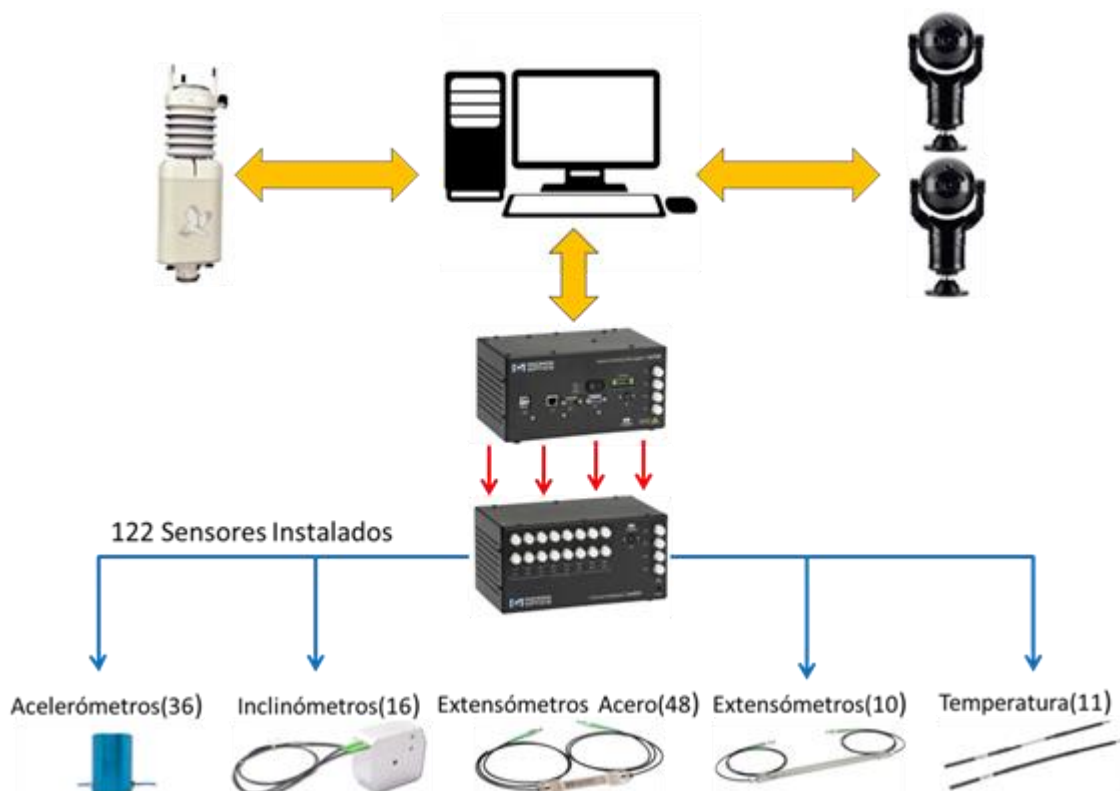 122 Sensores Instalados
Acelerómetros(36)
Inclinómetros(16)
Extensómetros Acero(48)
Extensómetros(10)
Temperatura(11)